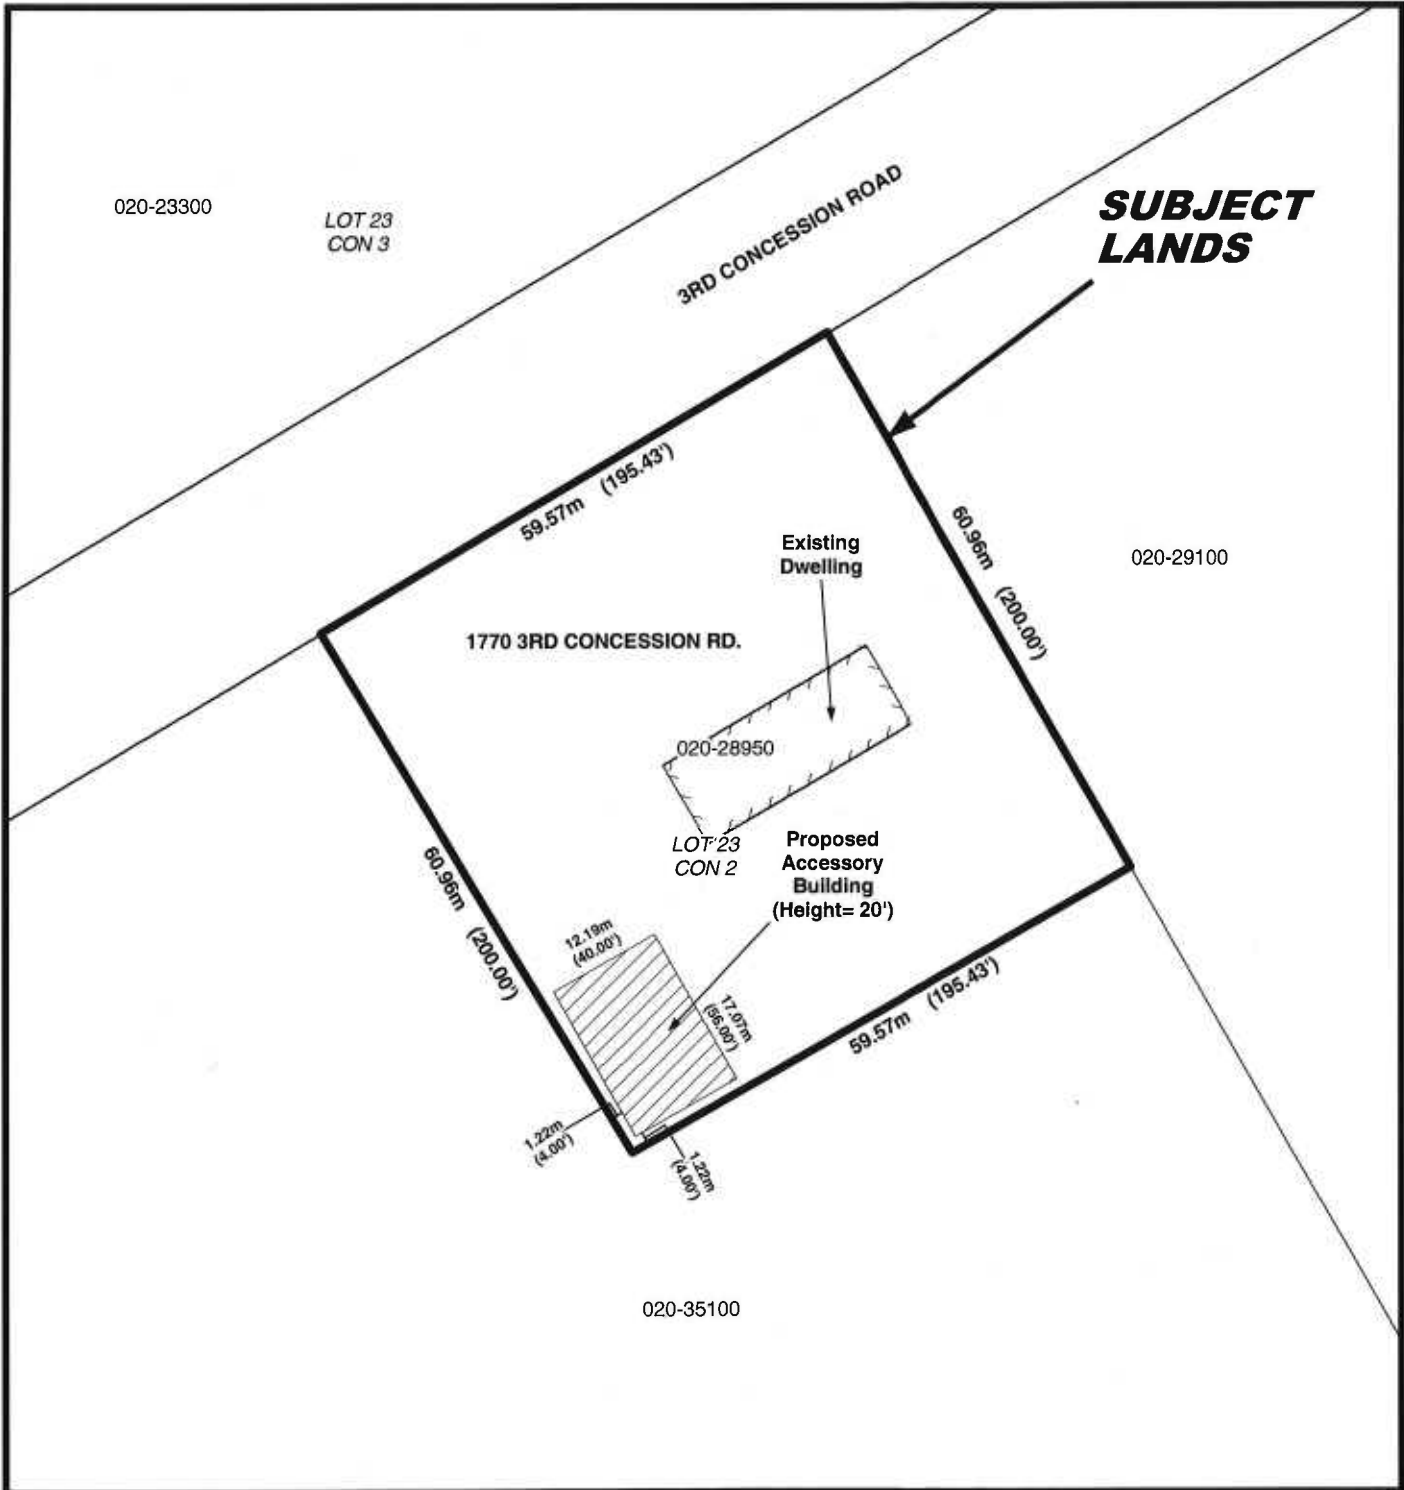 020-23300
LOT 23
CON 3
3RD CONCESSION ROAD
SUBJECT
LANDS
59.57m (195.43')
60.96m (200.00')
020-29100
Existing
Dwelling
1770 3RD CONCESSION RD.
020-28950
LOT 23
CON 2
Proposed
Accessory
Building
(Height= 20')
60.96m (200.00')
12.19m
(40.00')
17.07m
(56.00')
59.57m (195.43')
1.22m
(4.00')
1.22m
(4.00')
020-35100